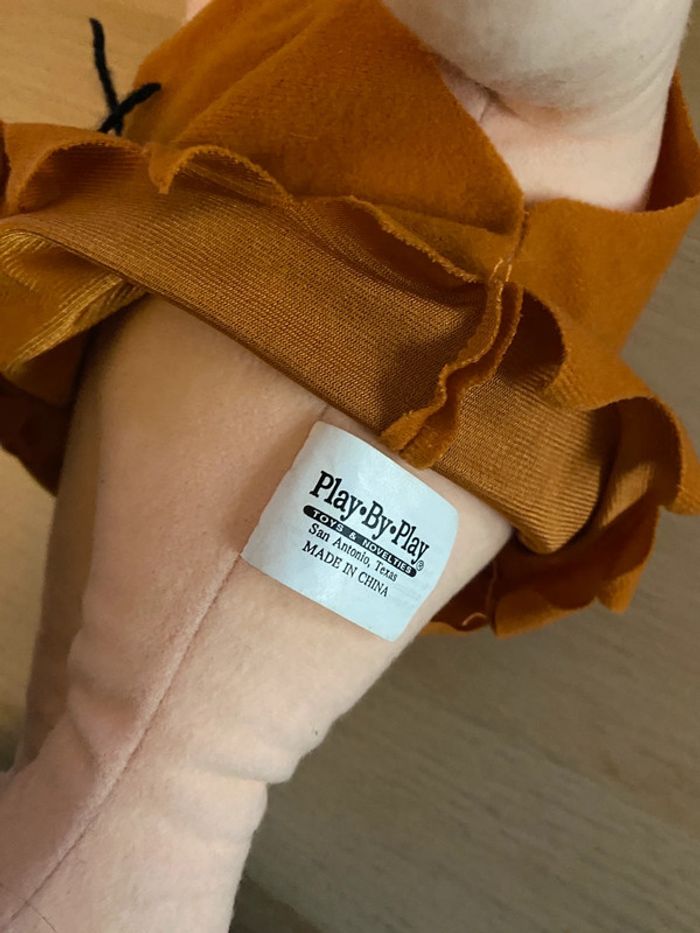 Play•By•Play®
TOYS & NOVELTIES
San Antonio, Texas
MADE IN CHINA